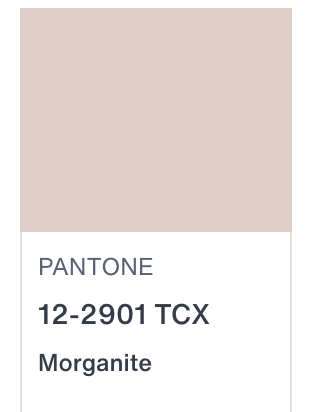 PANTONE
12-2901 TCX
Morganite